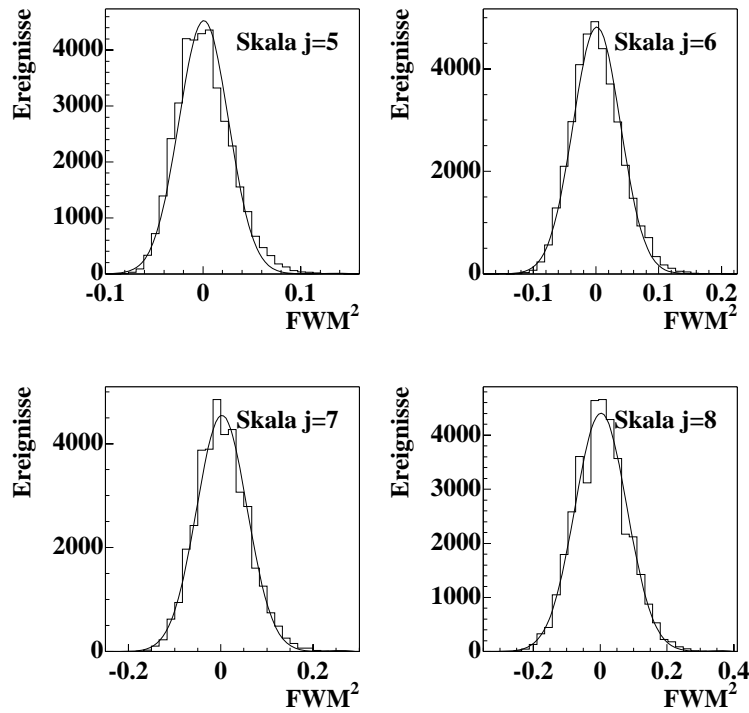 Ereignisse
Skala j=5
4000
3000
2000
1000
0
-0.1
0
0.1
FWM²
Ereignisse
Skala j=6
4000
2000
0
-0.1
0
0.1
0.2
FWM²
Ereignisse
Skala j=7
4000
2000
0
-0.2
0
0.2
FWM²
Ereignisse
Skala j=8
4000
3000
2000
1000
0
-0.2
0
0.2
0.4
FWM²